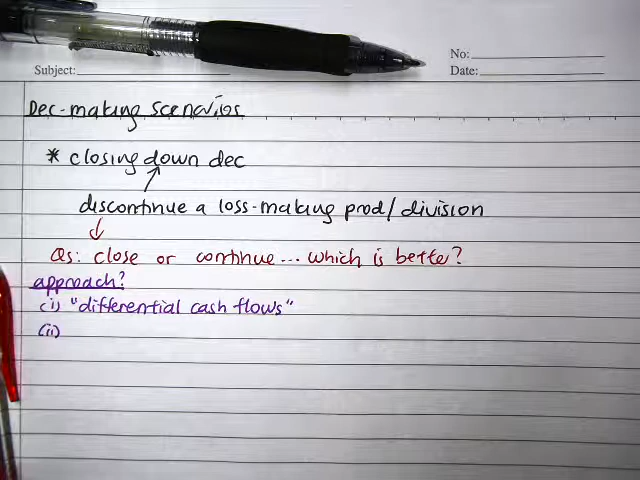 No:
Subject:
Date:
Dec-making scenarios
* closing down dec
discontinue a loss-making prod/division
Qs: close or continue... which is better?
approach?
(i) "differential cash flows"
(ii)